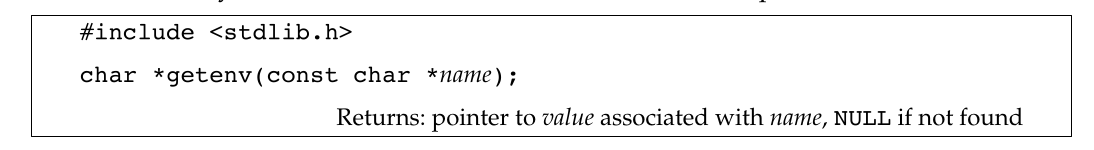 #include <stdlib.h>
char *getenv(const char *name);
Returns: pointer to value associated with name, NULL if not found